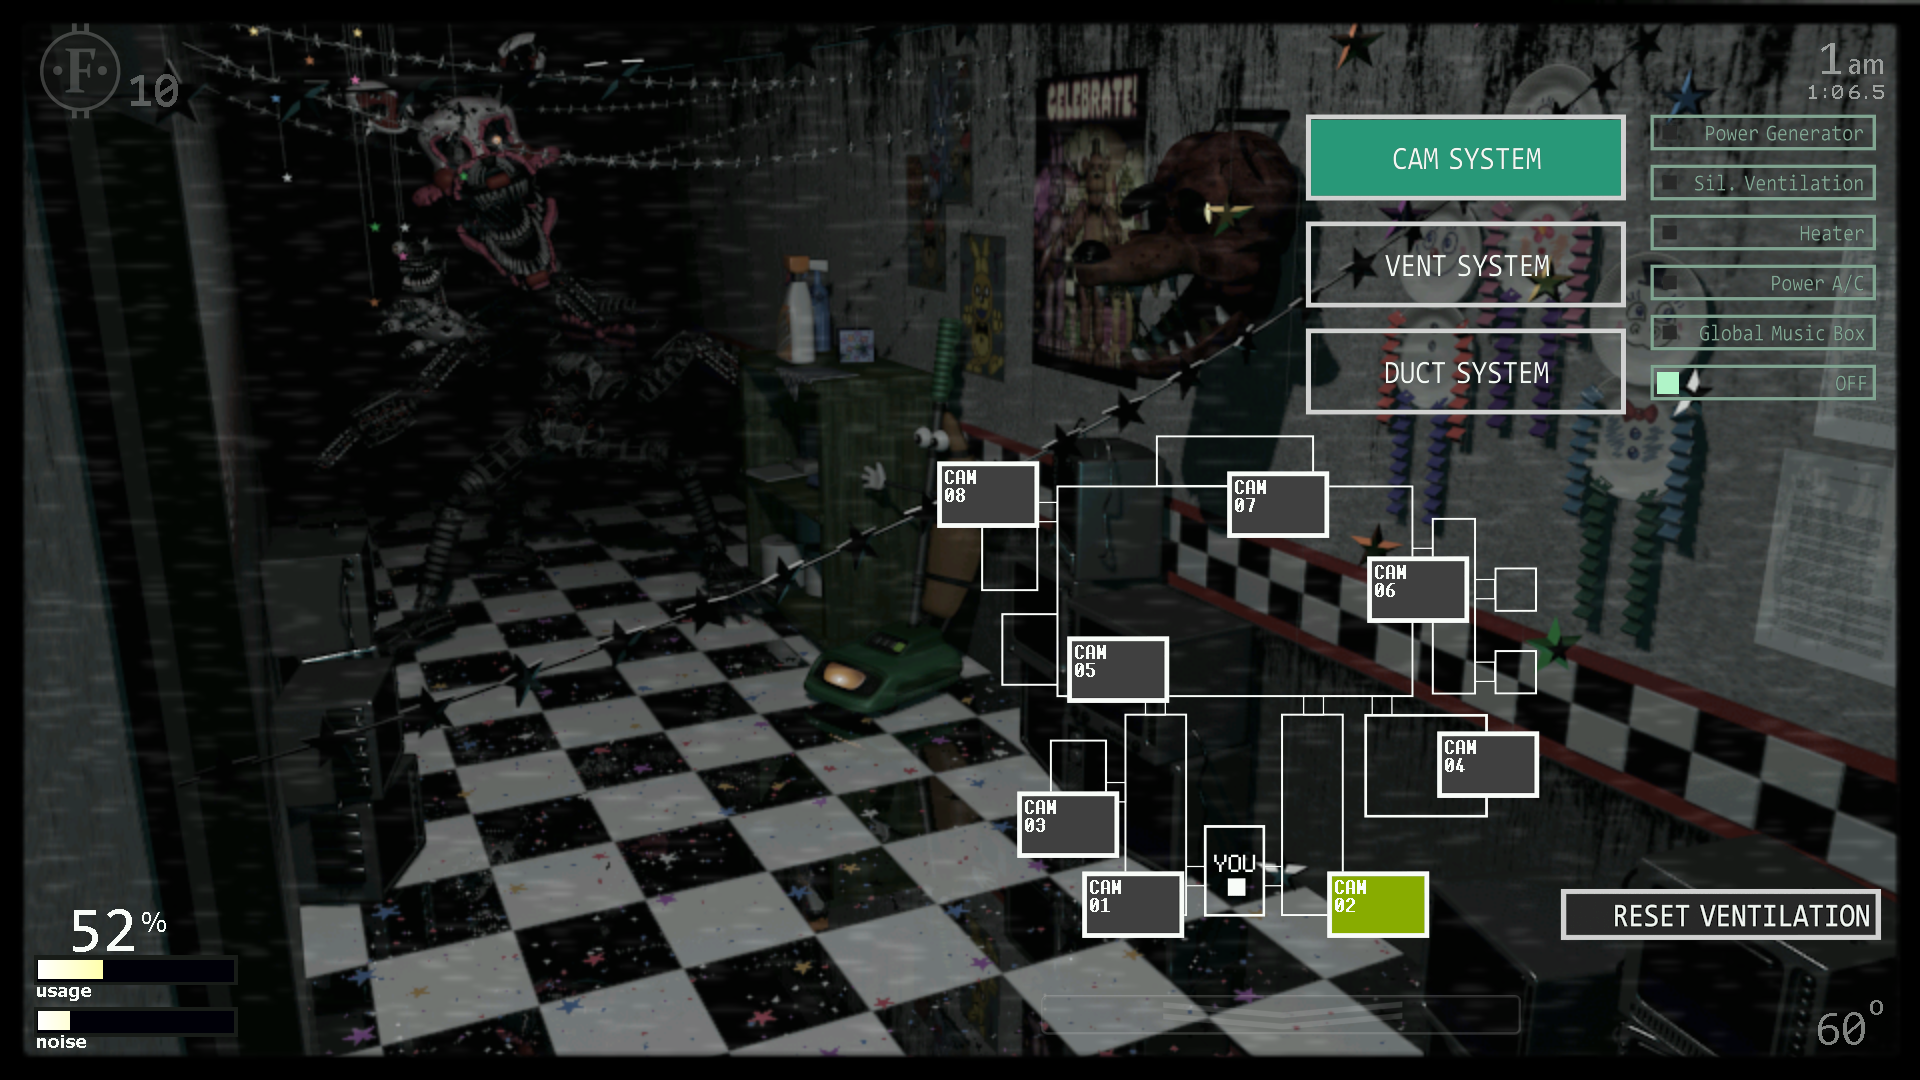 F 10
1 am
1:06.5
CELEBRATE!
CAM SYSTEM
VENT SYSTEM
DUCT SYSTEM
Power Generator
Sil. Ventilation
Heater
Power A/C
Global Music Box
OFF
CAM
08
CAM
07
CAM
06
CAM
05
CAM
04
CAM
03
YOU
CAM
01
CAM
02
RESET VENTILATION
52%
usage
noise
60°